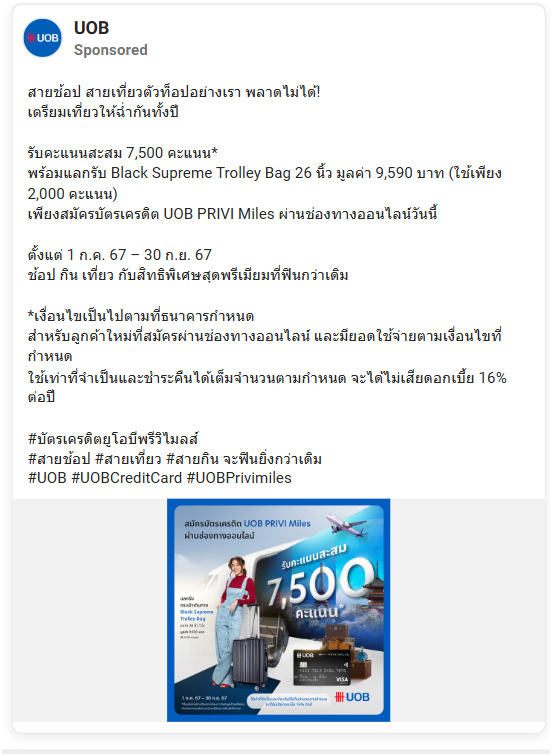 UOB
UOB
Sponsored
สายช้อป สายเที่ยวตัวท็อปอย่างเรา พลาดไม่ได้!
เตรียมเที่ยวให้ฉ่ำกันทั้งปี
รับคะแนนสะสม 7,500 คะแนน*
พร้อมแลกรับ Black Supreme Trolley Bag 26 นิ้ว มูลค่า 9,590 บาท (ใช้เพียง
2,000 คะแนน)
เพียงสมัครบัตรเครดิต UOB PRIVI Miles ผ่านช่องทางออนไลน์วันนี้
ตั้งแต่ 1 ก.ค. 67 – 30 ก.ย. 67
ช้อป กิน เที่ยว กับสิทธิพิเศษสุดพรีเมียมที่ฟินกว่าเดิม
*เงื่อนไขเป็นไปตามที่ธนาคารกำหนด
สำหรับลูกค้าใหม่ที่สมัครผ่านช่องทางออนไลน์ และมียอดใช้จ่ายตามเงื่อนไขที่
กำหนด
ใช้เท่าที่จำเป็นและชำระคืนได้เต็มจำนวนตามกำหนด จะได้ไม่เสียดอกเบี้ย 16%
ต่อปี
#บัตรเครดิตยูโอบีพรีวิไมลส์
#สายช้อป #สายเที่ยว #สายกิน จะฟินยิ่งกว่าเดิม
#UOB #UOBCreditCard #UOBPrivimiles
สมัครบัตรเครดิต UOB PRIVI Miles
ผ่านช่องทางออนไลน์
รับคะแนนสะสม
7,500
คะแนน*
แลกรับ
กระเป๋าเดินทาง
Black Supreme
Trolley Bag
UOB
VISA
1 ก.ค. 67 – 30 ก.ย. 67
UOB